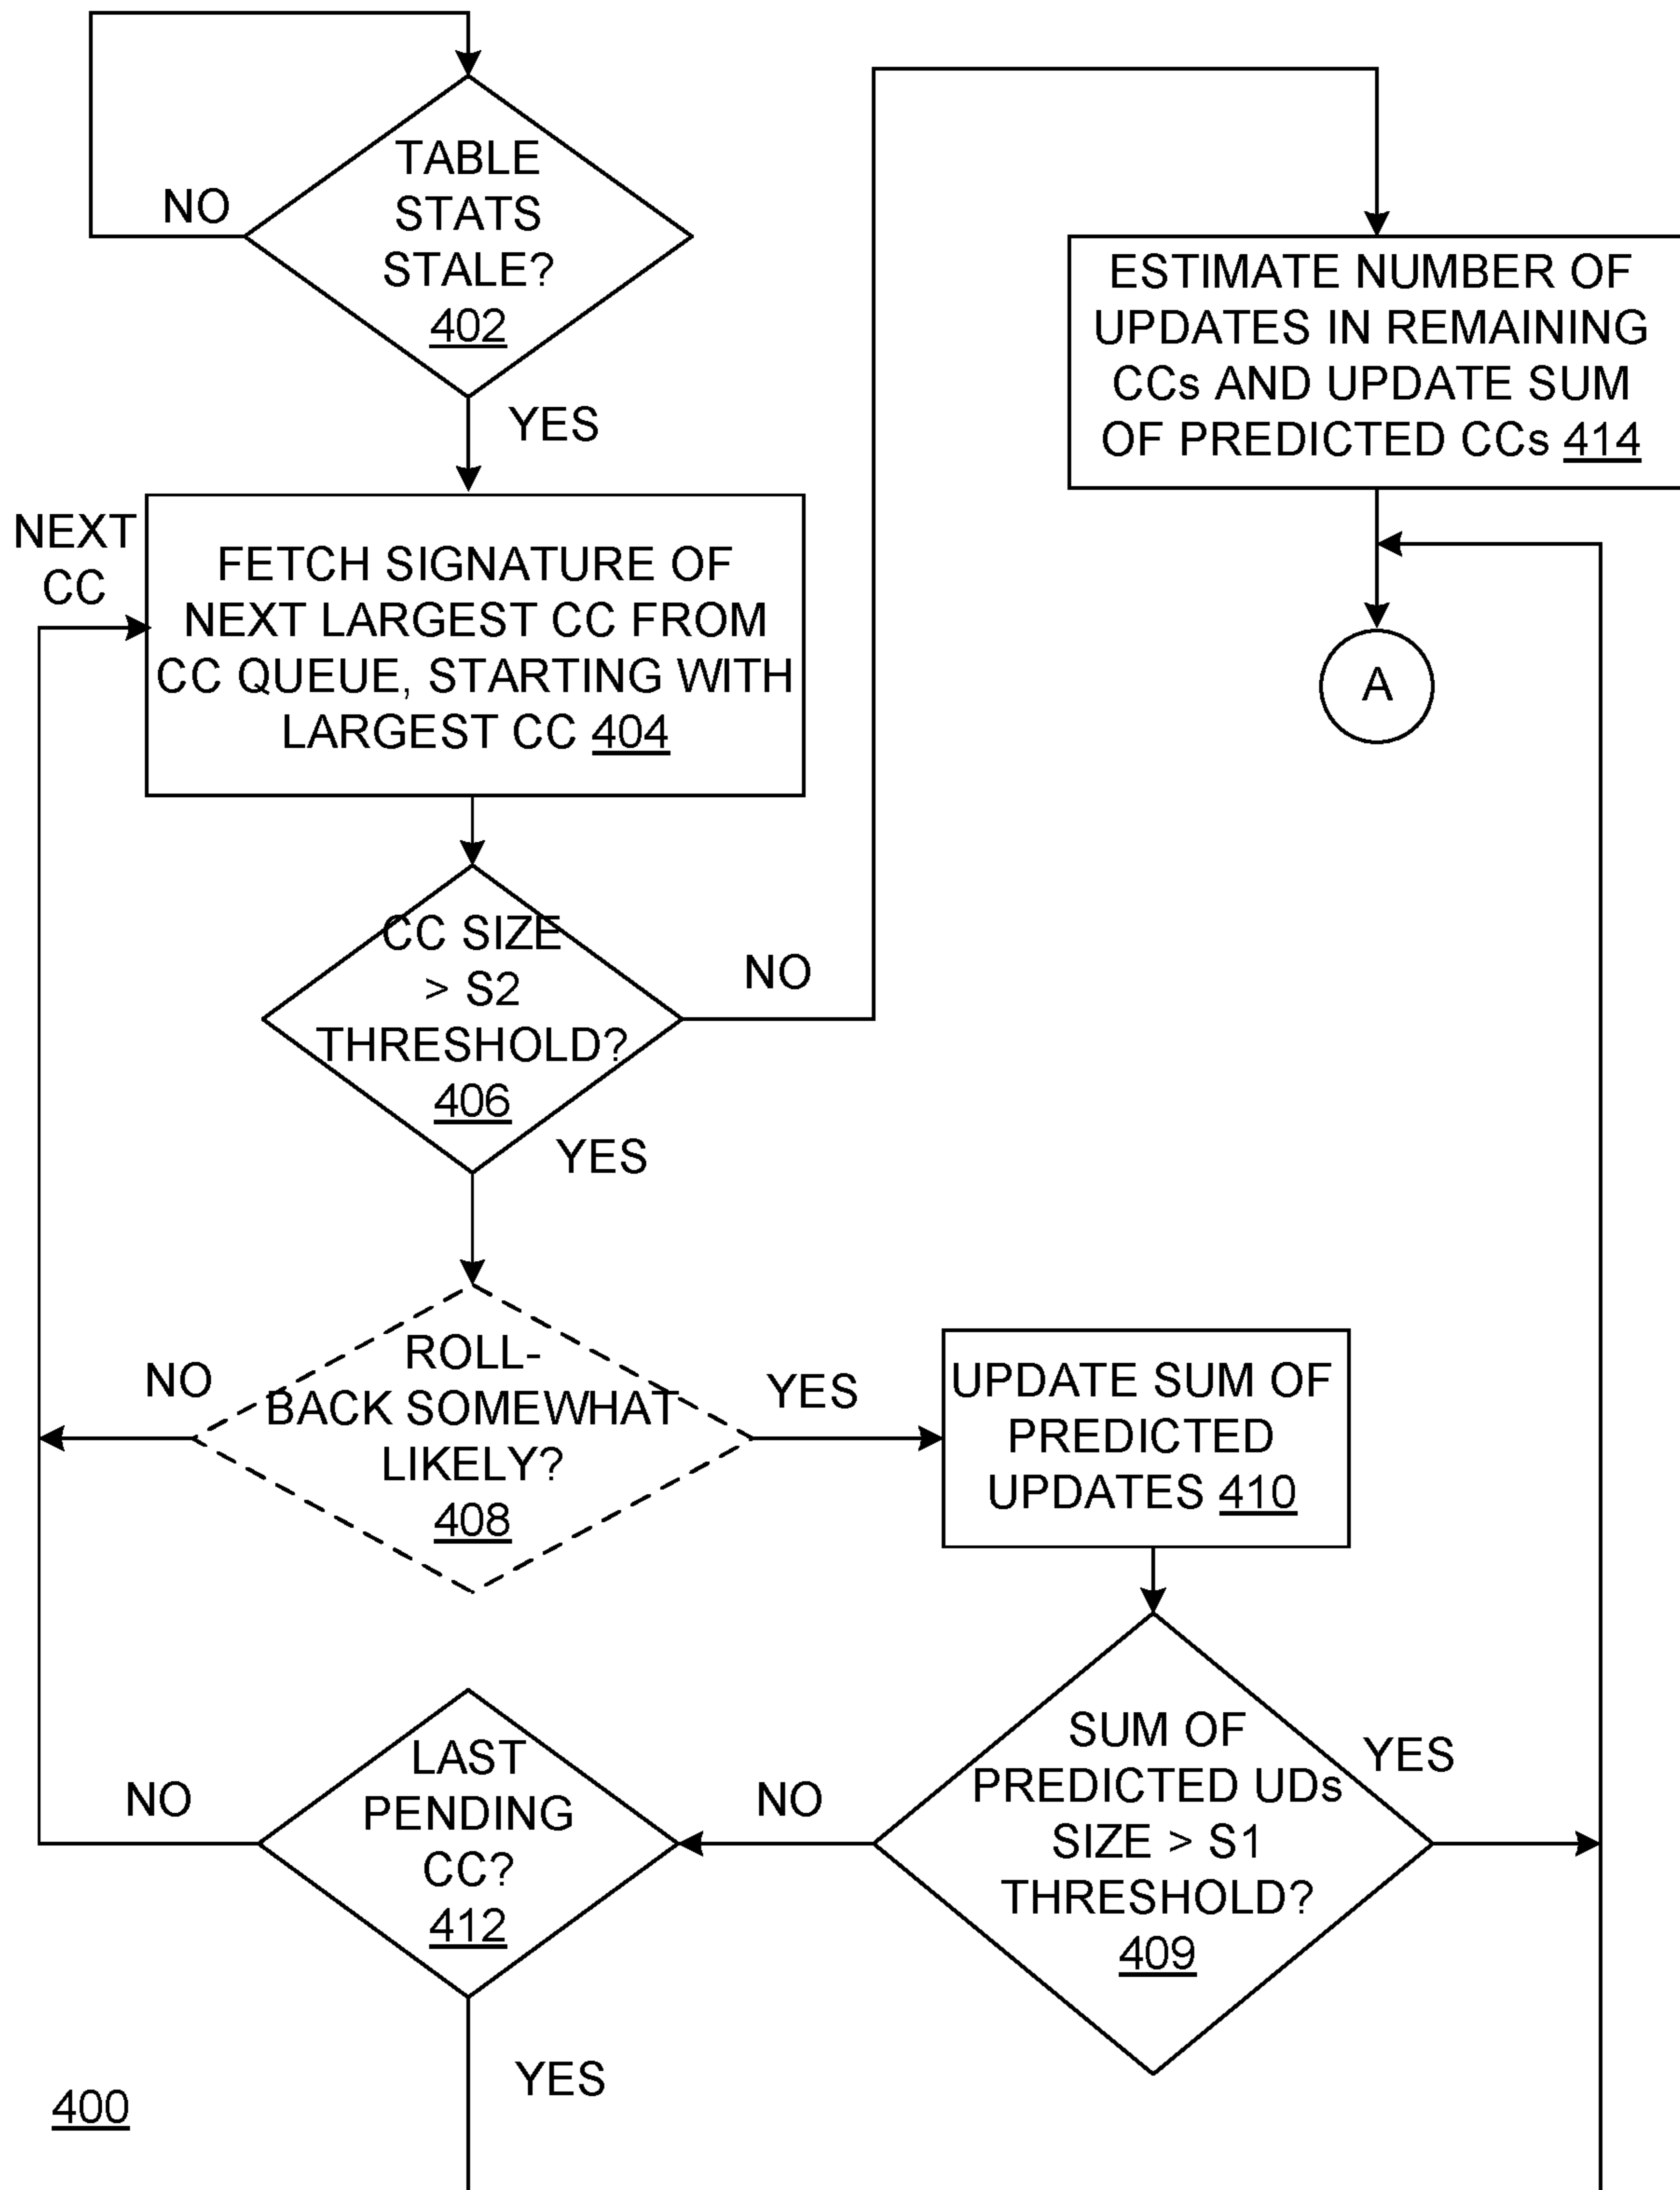 TABLE
STATS
STALE?
402
NO
YES
NEXT
CC
FETCH SIGNATURE OF
NEXT LARGEST CC FROM
CC QUEUE, STARTING WITH
LARGEST CC 404
CC SIZE
> S2
THRESHOLD?
406
NO
YES
ESTIMATE NUMBER OF
UPDATES IN REMAINING
CCs AND UPDATE SUM
OF PREDICTED CCs 414
A
ROLL-
BACK SOMEWHAT
LIKELY?
408
NO
YES
UPDATE SUM OF
PREDICTED
UPDATES 410
SUM OF
PREDICTED UDs
SIZE > S1
THRESHOLD?
409
YES
NO
LAST
PENDING
CC?
412
NO
YES
400